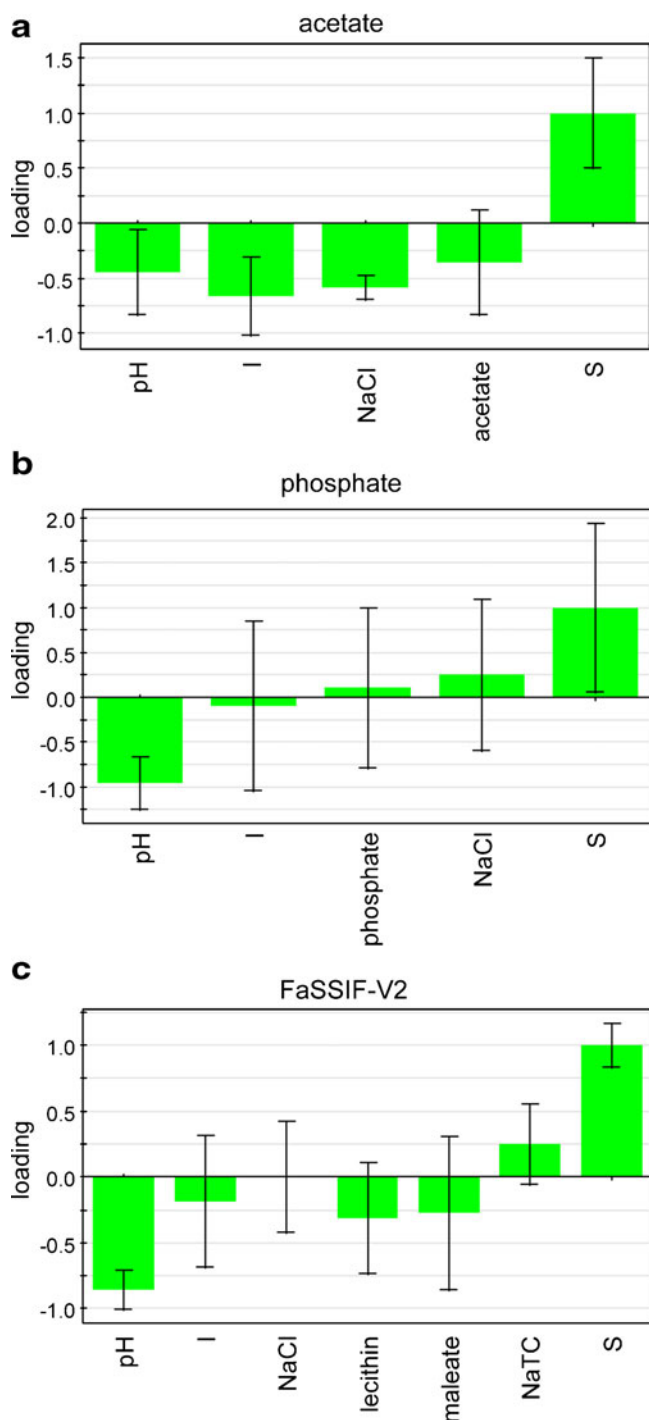 a
acetate
loading
1.5
1.0
0.5
0.0
-0.5
-1.0
pH
I
NaCl
acetate
S
b
phosphate
loading
2.0
1.5
1.0
0.5
0.0
-0.5
-1.0
pH
I
phosphate
NaCl
S
c
FaSSIF-V2
loading
1.0
0.5
0.0
-0.5
-1.0
pH
I
NaCl
lecithin
maleate
NaTC
S